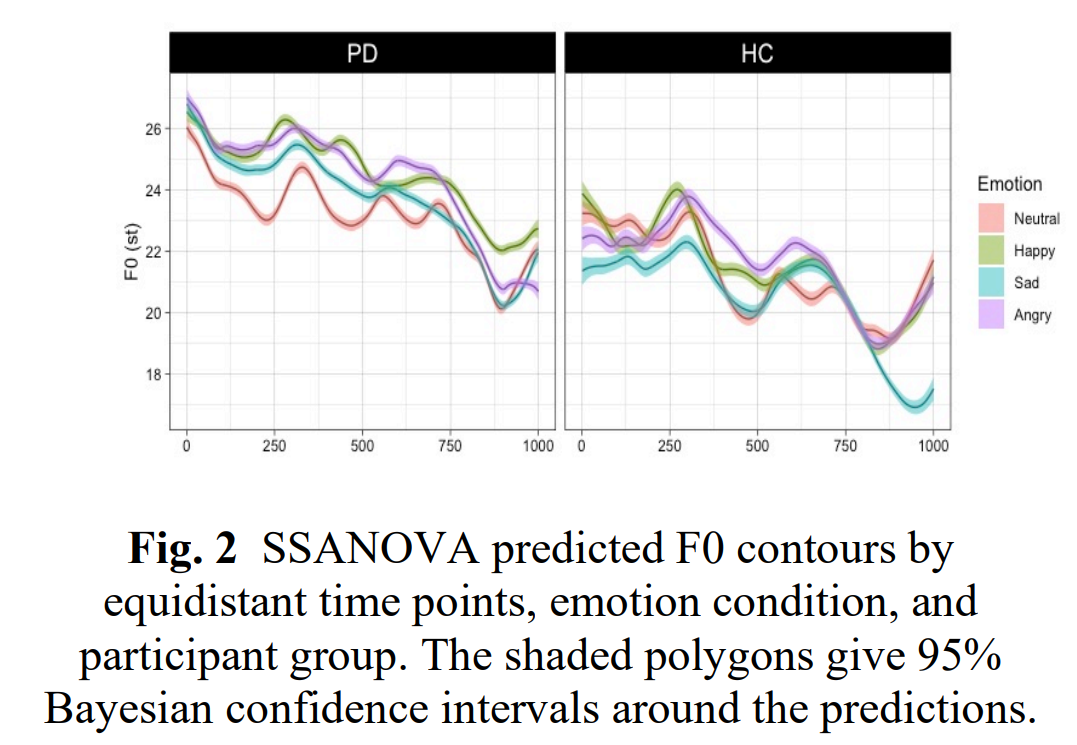 PD
HC
F0 (st)
26
24
22
20
18
0 250 500 750 1000
0 250 500 750 1000
Emotion
Neutral
Happy
Sad
Angry
Fig. 2 SSANOVA predicted F0 contours by
equidistant time points, emotion condition, and
participant group. The shaded polygons give 95%
Bayesian confidence intervals around the predictions.